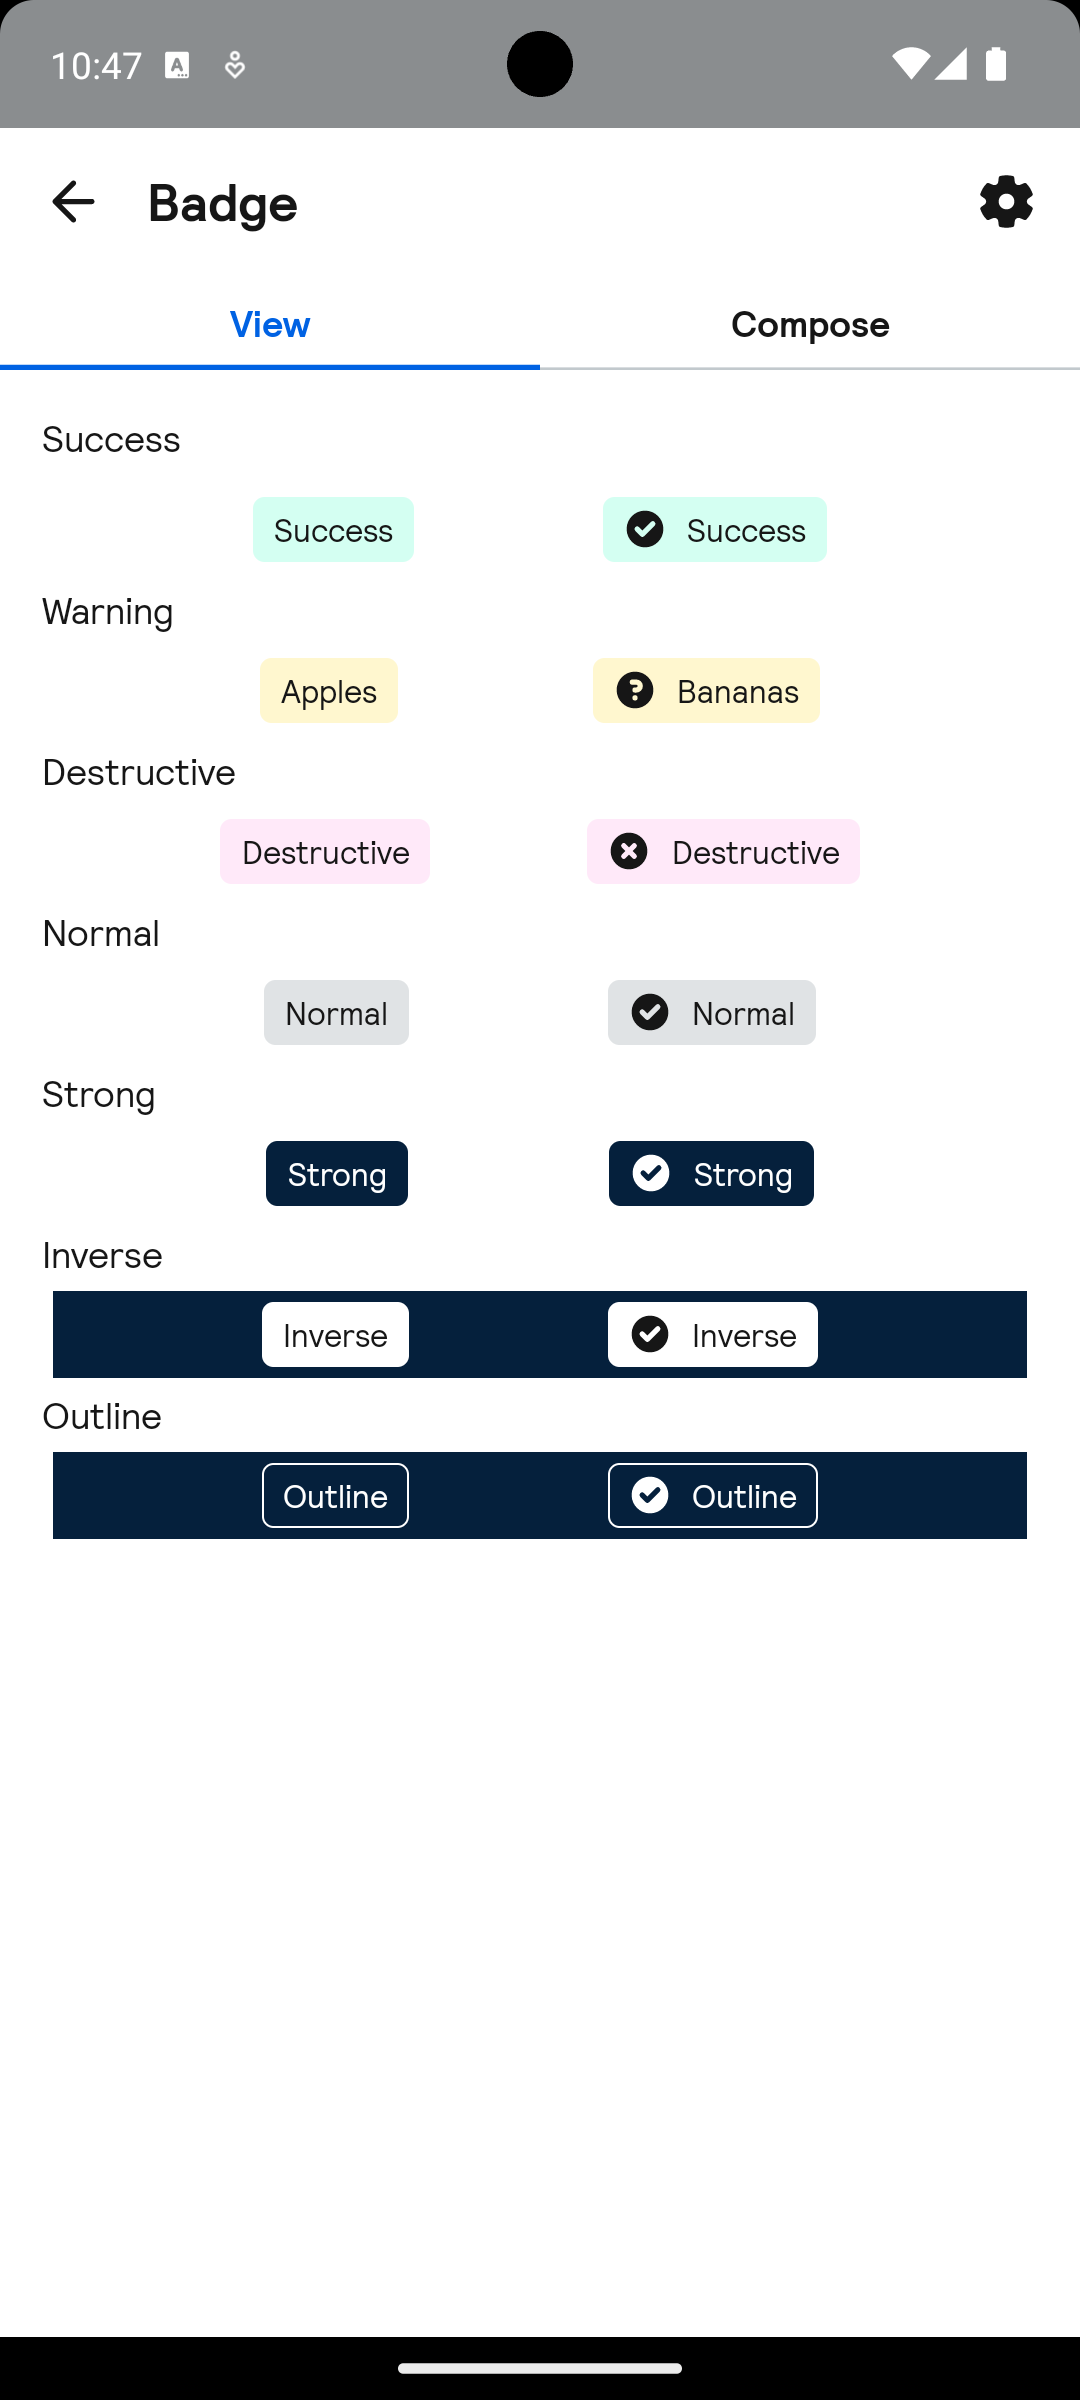 10:47
Badge
View Compose
Success
Success Success
Warning
Apples Bananas
Destructive
Destructive Destructive
Normal
Normal Normal
Strong
Strong Strong
Inverse
Inverse Inverse
Outline
Outline Outline